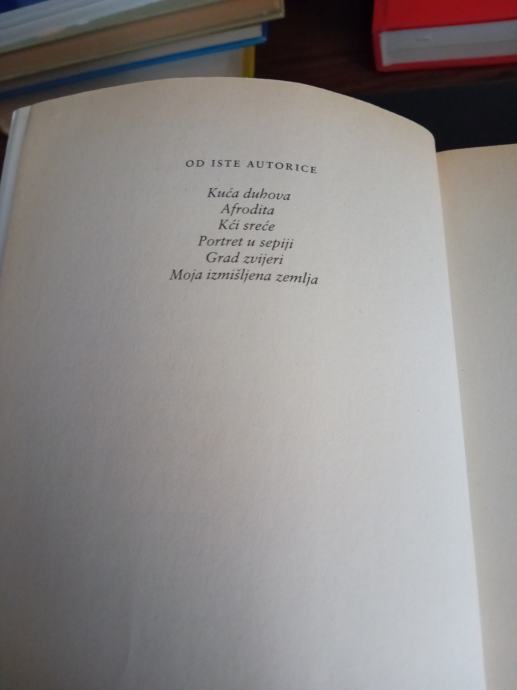 OD ISTE AUTORICE
Kuća duhova
Afrodita
Kći sreće
Portret u sepiji
Grad zvijeri
Moja izmišljena zemlja